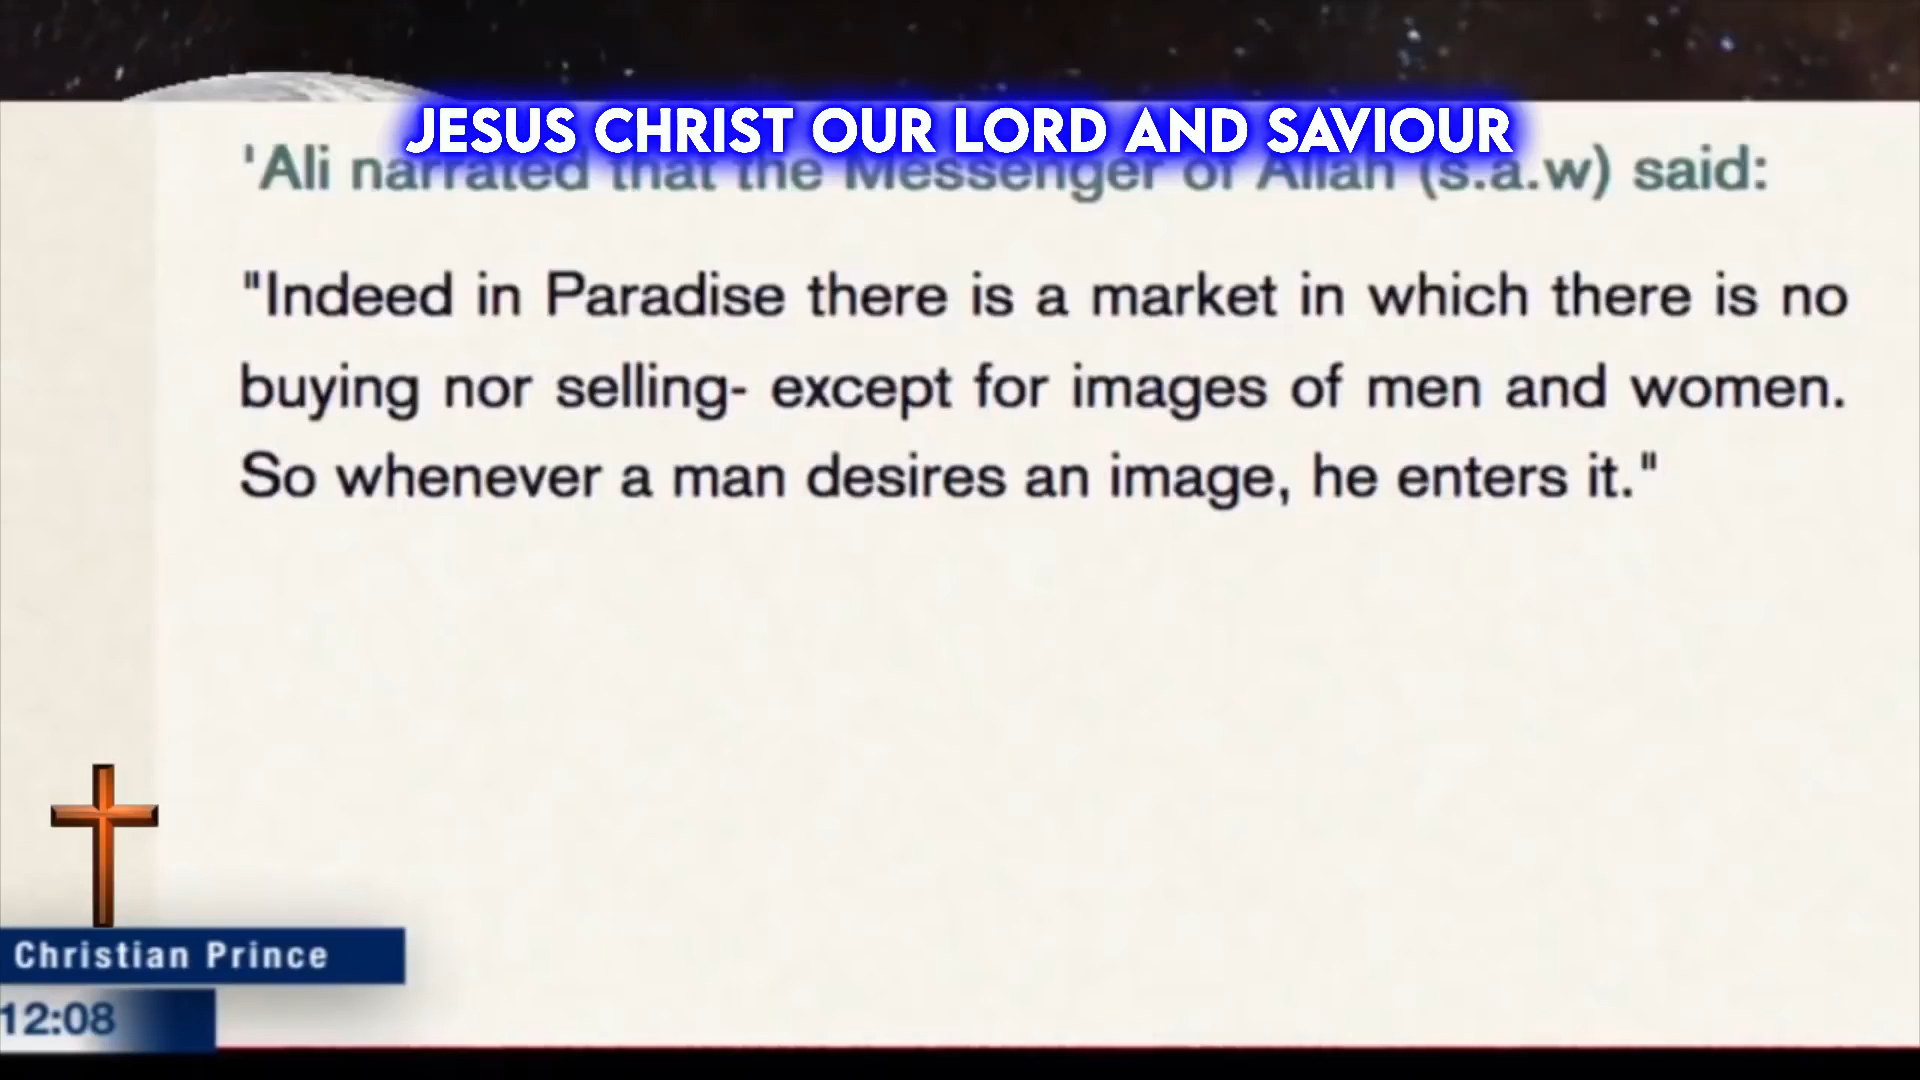 JESUS CHRIST OUR LORD AND SAVIOUR
'Ali narrated that the Messenger of Allah (s.a.w) said:
"Indeed in Paradise there is a market in which there is no
buying nor selling- except for images of men and women.
So whenever a man desires an image, he enters it."
Christian Prince
12:08